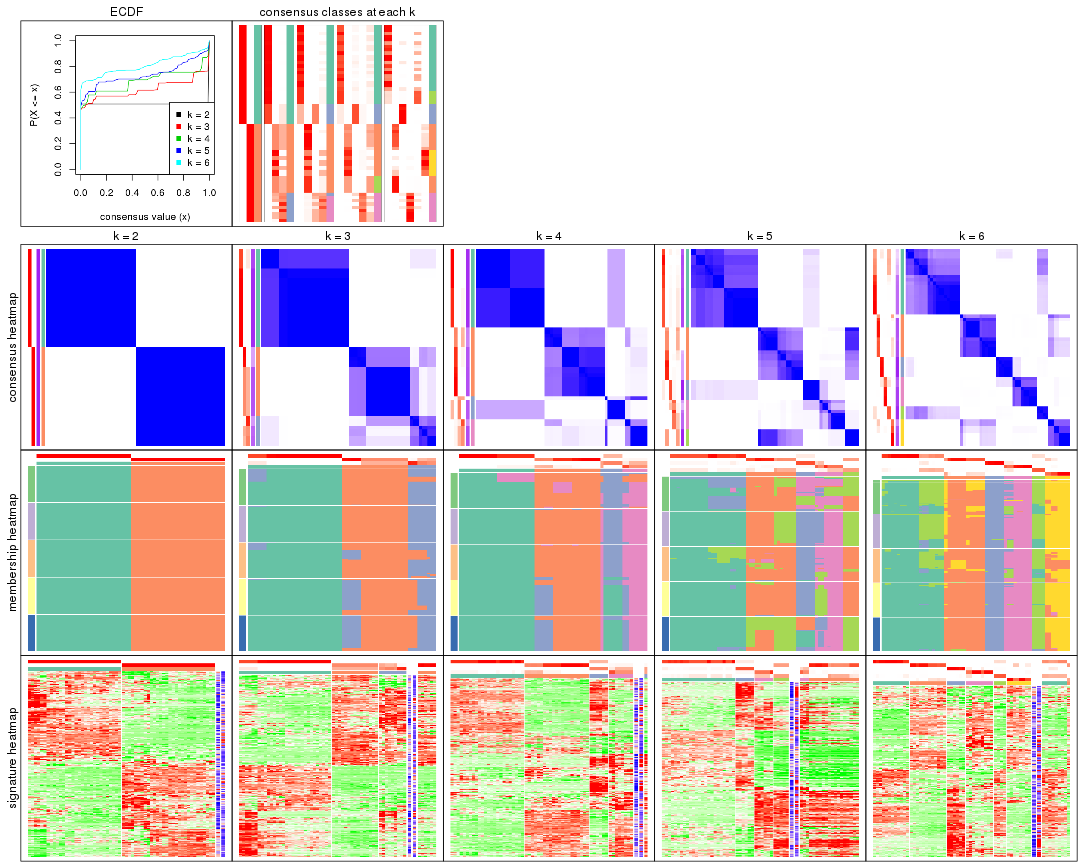 ECDF
consensus classes at each k
P(X <= x)
1.0
0.8
0.6
0.4
0.2
0.0
k = 2
k = 3
k = 4
k = 5
k = 6
0.0 0.2 0.4 0.6 0.8 1.0
consensus value (x)
k = 2 k = 3 k = 4 k = 5 k = 6
consensus heatmap
membership heatmap
signature heatmap